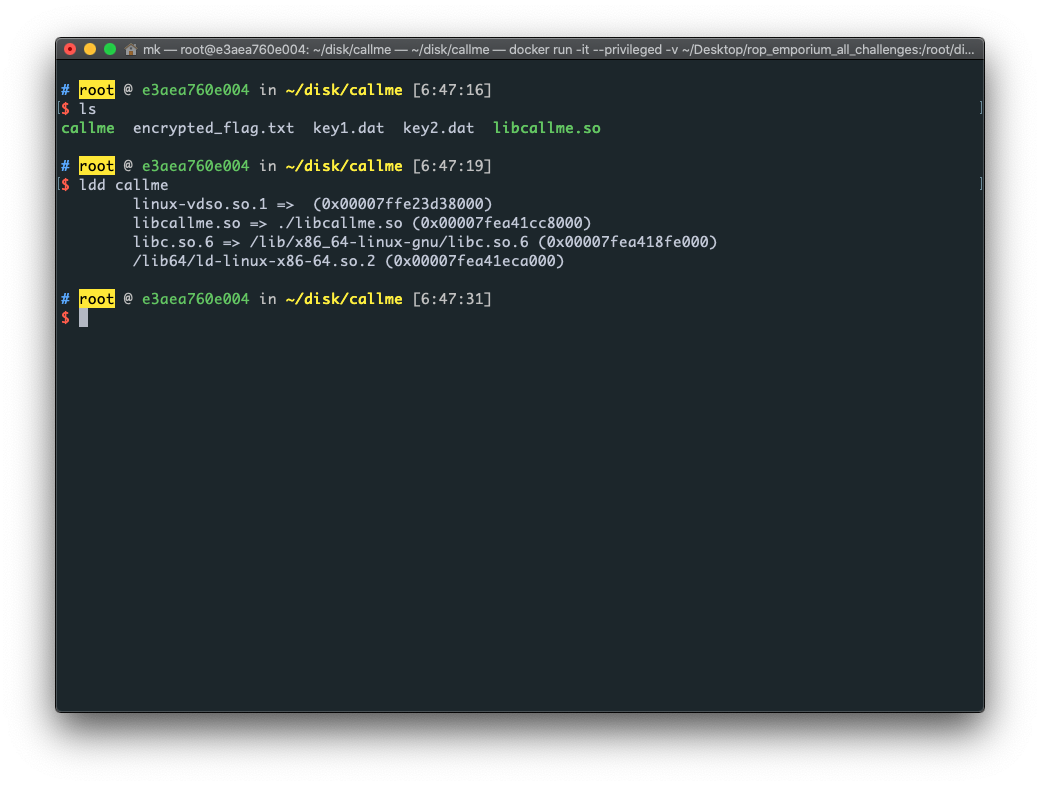 mk — root@e3aea760e004: ~/disk/callme — ~/disk/callme — docker run -it --privileged -v ~/Desktop/rop_emporium_all_challenges:/root/di...
# root @ e3aea760e004 in ~/disk/callme [6:47:16]
$ ls
callme  encrypted_flag.txt  key1.dat  key2.dat  libcallme.so
# root @ e3aea760e004 in ~/disk/callme [6:47:19]
$ ldd callme
linux-vdso.so.1 =>  (0x00007ffe23d38000)
libcallme.so => ./libcallme.so (0x00007fea41cc8000)
libc.so.6 => /lib/x86_64-linux-gnu/libc.so.6 (0x00007fea418fe000)
/lib64/ld-linux-x86-64.so.2 (0x00007fea41eca000)
# root @ e3aea760e004 in ~/disk/callme [6:47:31]
$